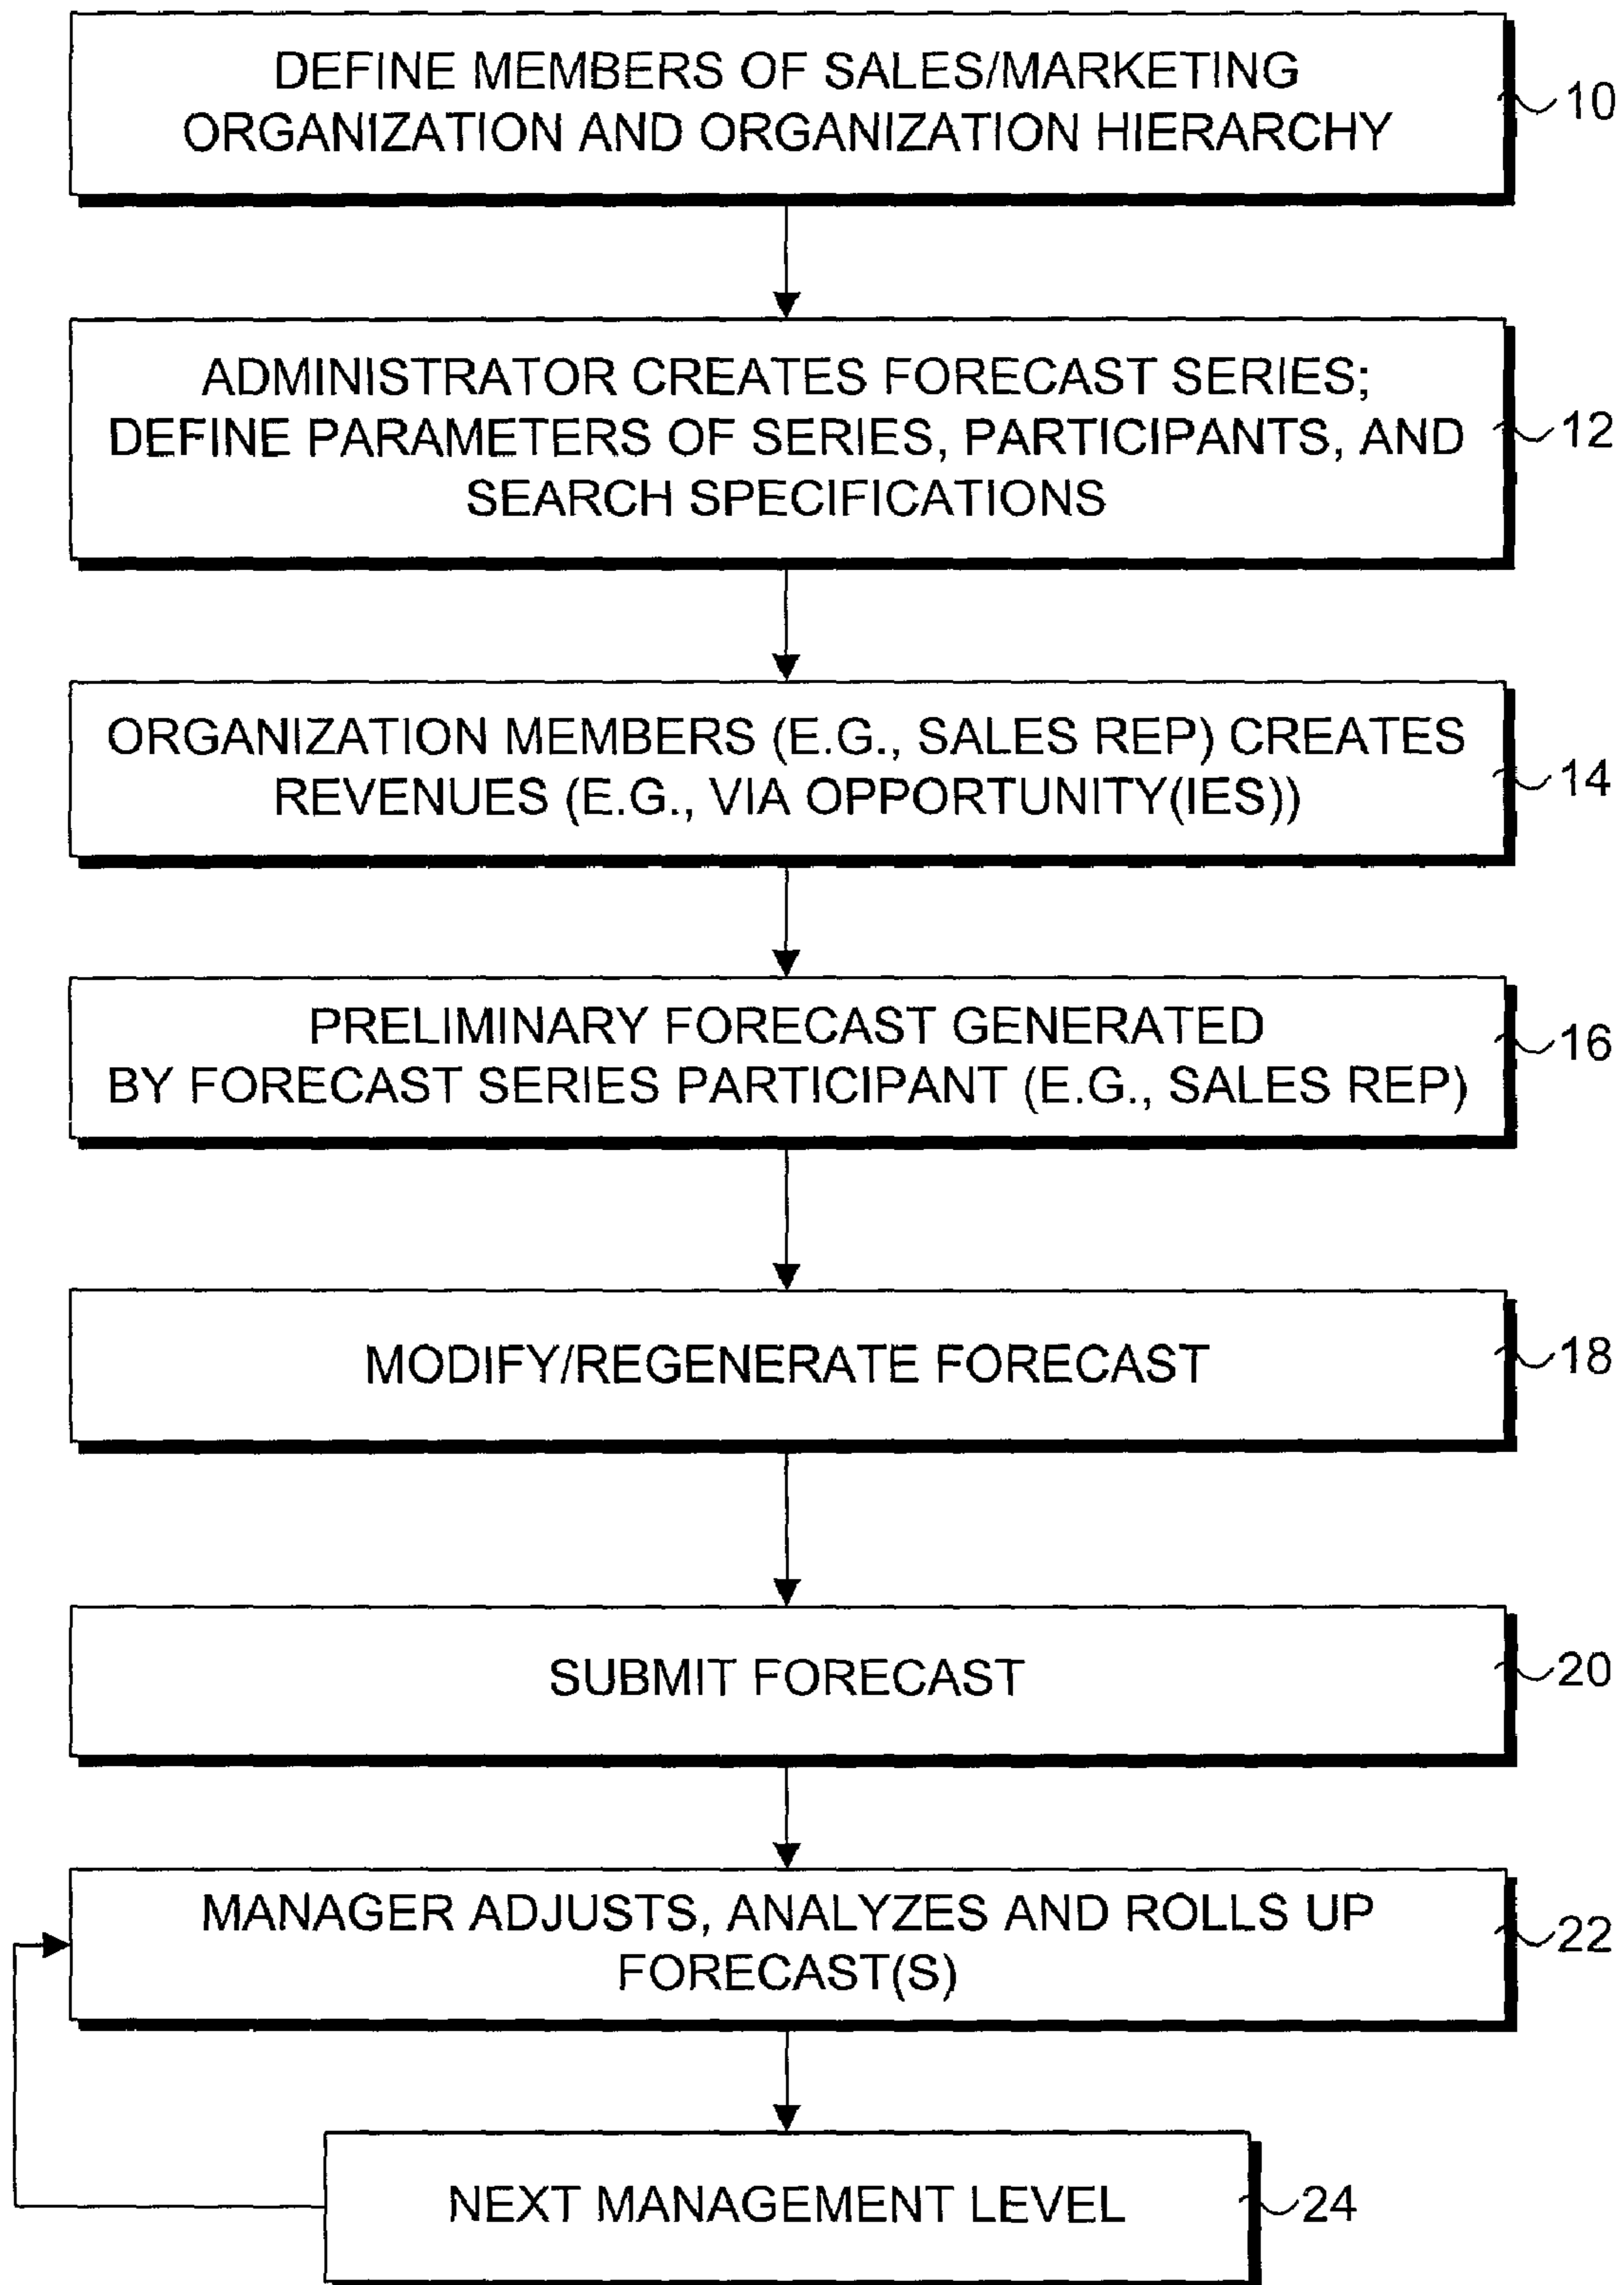 DEFINE MEMBERS OF SALES/MARKETING
ORGANIZATION AND ORGANIZATION HIERARCHY
10
ADMINISTRATOR CREATES FORECAST SERIES;
DEFINE PARAMETERS OF SERIES, PARTICIPANTS, AND
SEARCH SPECIFICATIONS
12
ORGANIZATION MEMBERS (E.G., SALES REP) CREATES
REVENUES (E.G., VIA OPPORTUNITY(IES))
14
PRELIMINARY FORECAST GENERATED
BY FORECAST SERIES PARTICIPANT (E.G., SALES REP)
16
MODIFY/REGENERATE FORECAST
18
SUBMIT FORECAST
20
MANAGER ADJUSTS, ANALYZES AND ROLLS UP
FORECAST(S)
22
NEXT MANAGEMENT LEVEL
24